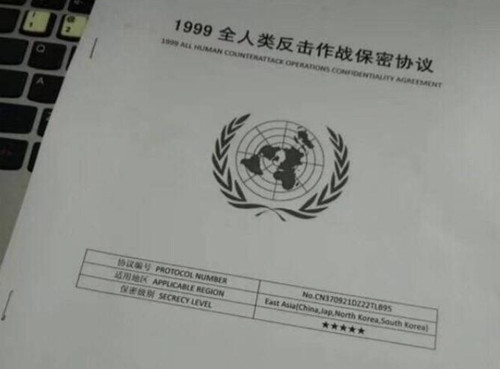 1999 全人类反击作战保密协议
1999 ALL HUMAN COUNTERATTACK OPERATIONS CONFIDENTIALITY AGREEMENT
协议编号 PROTOCOL NUMBER No.CN370921DZ22TLB95
适用地区 APPLICABLE REGION East Asia(China,Jap,North Korea,South Korea)
保密级别 SECRECY LEVEL ★★★★★